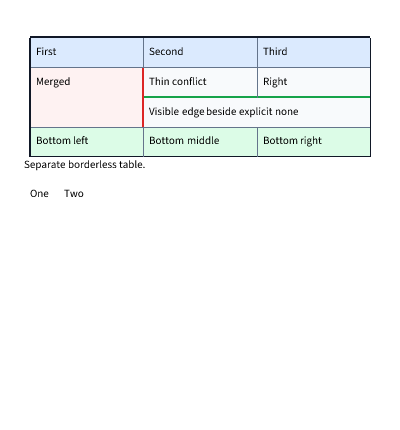 First Second Third
Merged Thin conflict Right
Visible edge beside explicit none
Bottom left Bottom middle Bottom right
Separate borderless table.
One Two